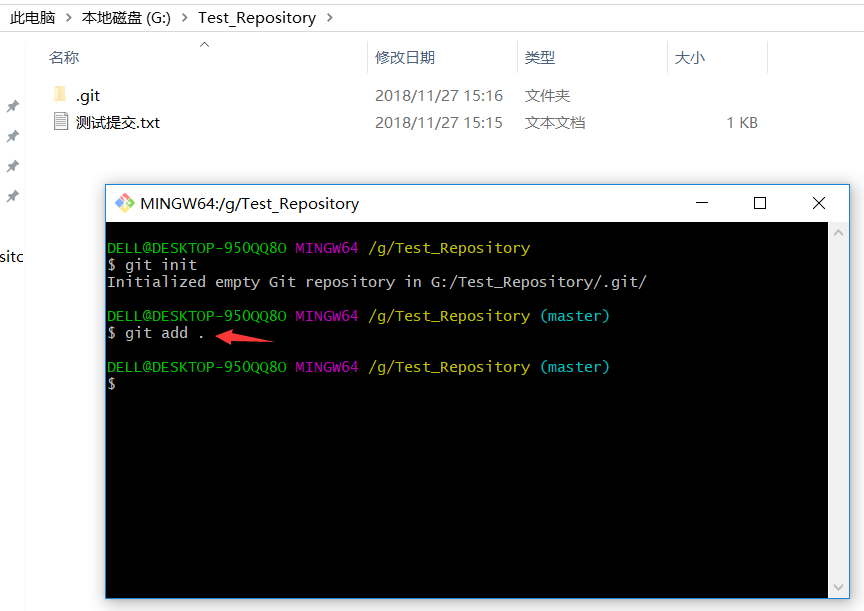 此电脑 > 本地磁盘 (G:) > Test_Repository >
名称 修改日期 类型 大小
.git 2018/11/27 15:16 文件夹
测试提交.txt 2018/11/27 15:15 文本文档 1 KB
MINGW64:/g/Test_Repository
sitc
DELL@DESKTOP-950QQ8O MINGW64 /g/Test_Repository
$ git init
Initialized empty Git repository in G:/Test_Repository/.git/
DELL@DESKTOP-950QQ8O MINGW64 /g/Test_Repository (master)
$ git add .
DELL@DESKTOP-950QQ8O MINGW64 /g/Test_Repository (master)
$